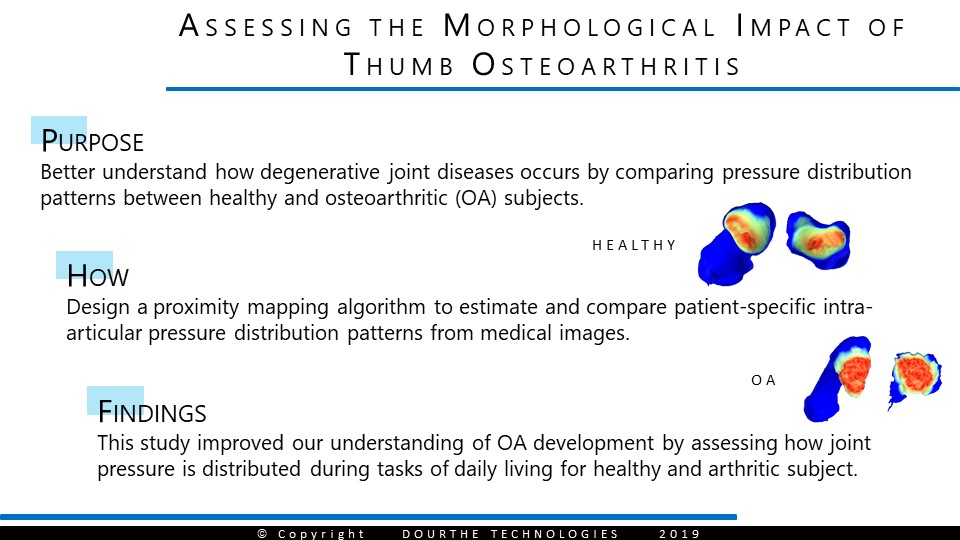 Assessing the Morphological Impact of
Thumb Osteoarthritis
Purpose
Better understand how degenerative joint diseases occurs by comparing pressure distribution
patterns between healthy and osteoarthritic (OA) subjects.
HEALTHY
How
Design a proximity mapping algorithm to estimate and compare patient-specific intra-
articular pressure distribution patterns from medical images.
OA
Findings
This study improved our understanding of OA development by assessing how joint
pressure is distributed during tasks of daily living for healthy and arthritic subject.
© Copyright DOURTHE TECHNOLOGIES 2019